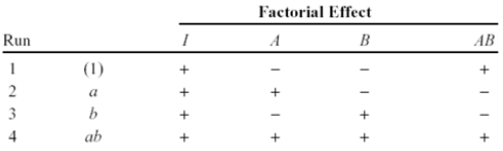 Factorial Effect
Run I A B AB
1 (1) + − − +
2 a + + − −
3 b + − + −
4 ab + + + +